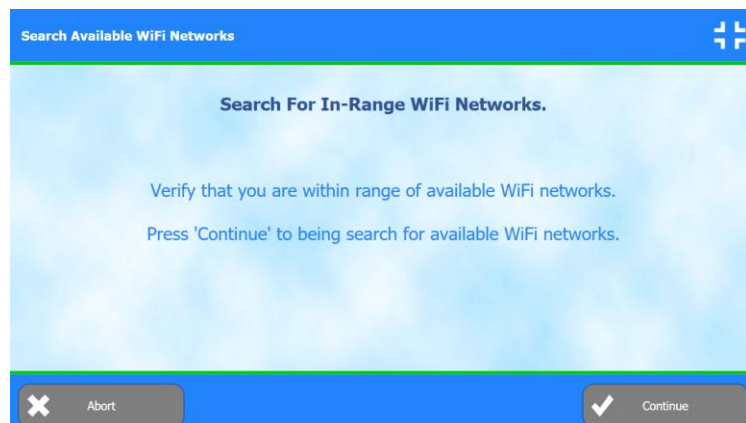 Search Available WiFi Networks
Search For In-Range WiFi Networks.
Verify that you are within range of available WiFi networks.
Press 'Continue' to being search for available WiFi networks.
Abort
Continue